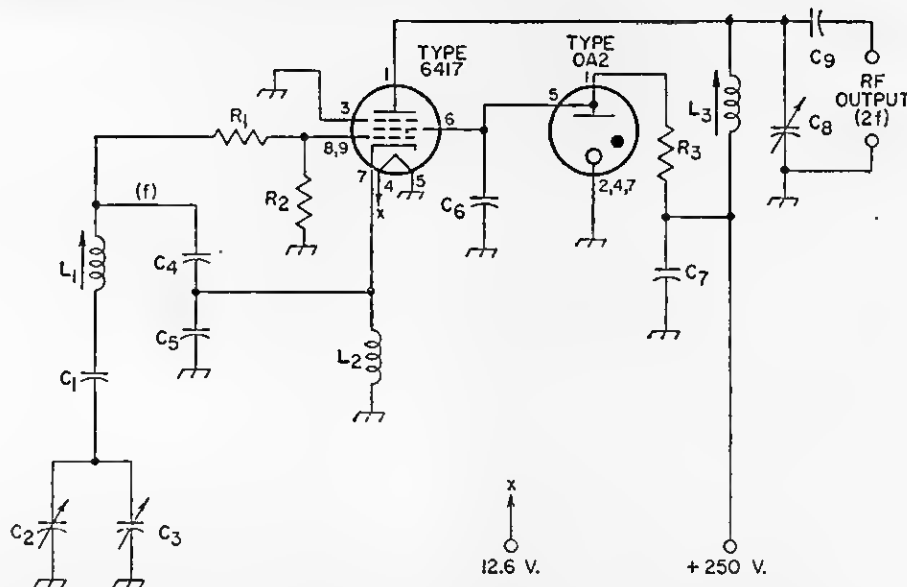 TYPE
6417
TYPE
OA2
C9
RF
OUTPUT
(2f)
1
3
6
8,9
7
4
5
x
5
1
2,4,7
R1
R2
R3
L3
C8
(f)
L1
C4
C5
C6
C7
L2
C1
C2
C3
x
12.6 V.
+ 250 V.